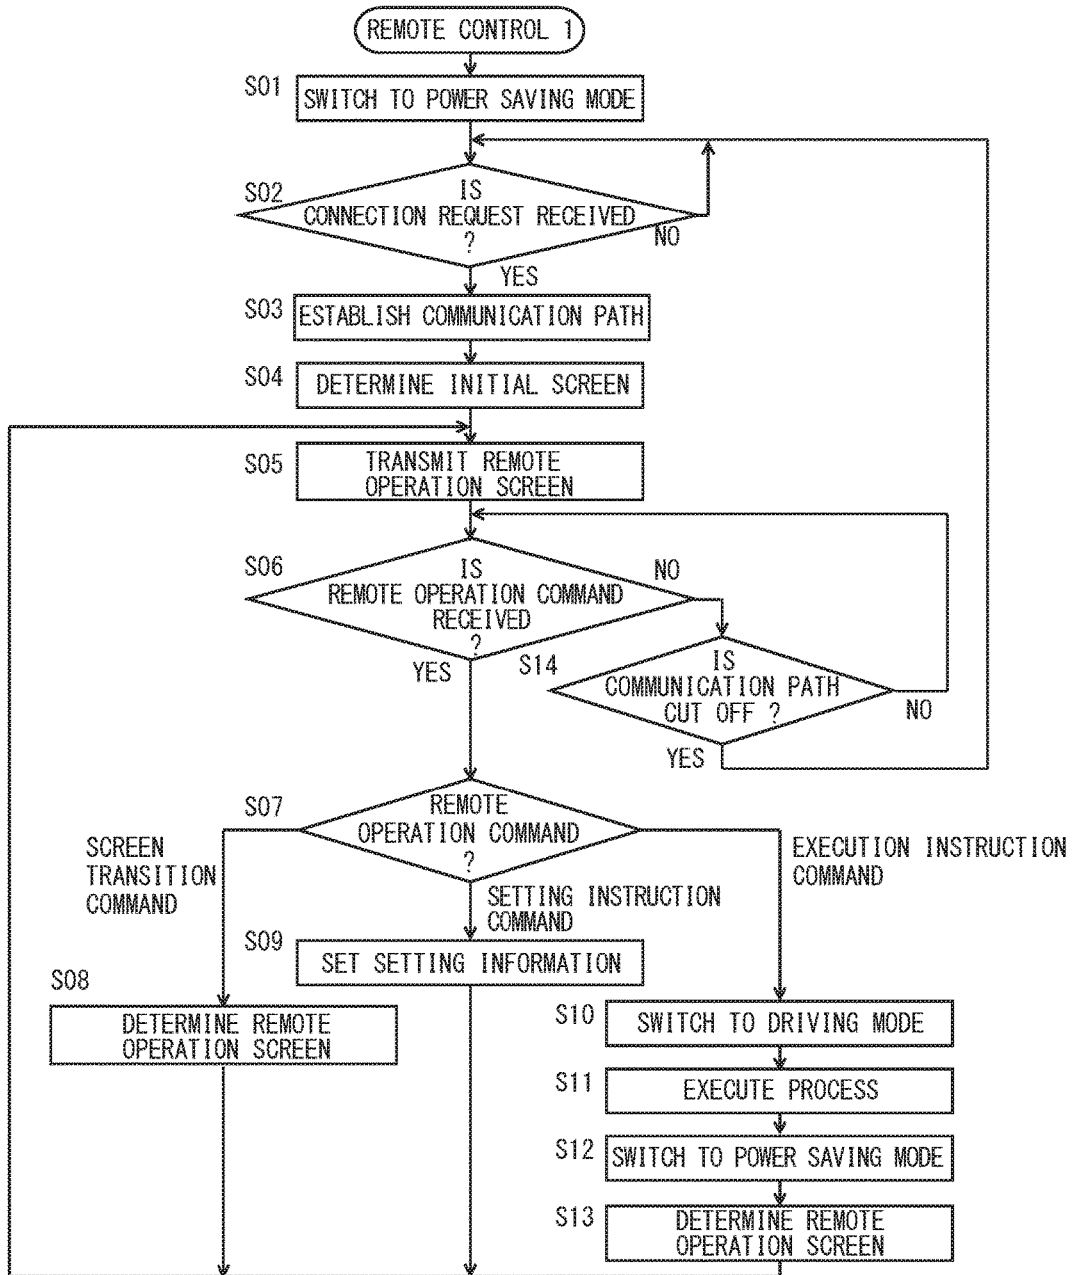 REMOTE CONTROL 1
S01
SWITCH TO POWER SAVING MODE
S02
IS
CONNECTION REQUEST RECEIVED
?
NO
YES
S03
ESTABLISH COMMUNICATION PATH
S04
DETERMINE INITIAL SCREEN
S05
TRANSMIT REMOTE
OPERATION SCREEN
S06
IS
REMOTE OPERATION COMMAND
RECEIVED
?
NO
YES
S14
IS
COMMUNICATION PATH
CUT OFF ?
NO
YES
S07
REMOTE
OPERATION COMMAND
?
SCREEN
TRANSITION
COMMAND
SETTING INSTRUCTION
COMMAND
EXECUTION INSTRUCTION
COMMAND
S09
SET SETTING INFORMATION
S08
DETERMINE REMOTE
OPERATION SCREEN
S10
SWITCH TO DRIVING MODE
S11
EXECUTE PROCESS
S12
SWITCH TO POWER SAVING MODE
S13
DETERMINE REMOTE
OPERATION SCREEN